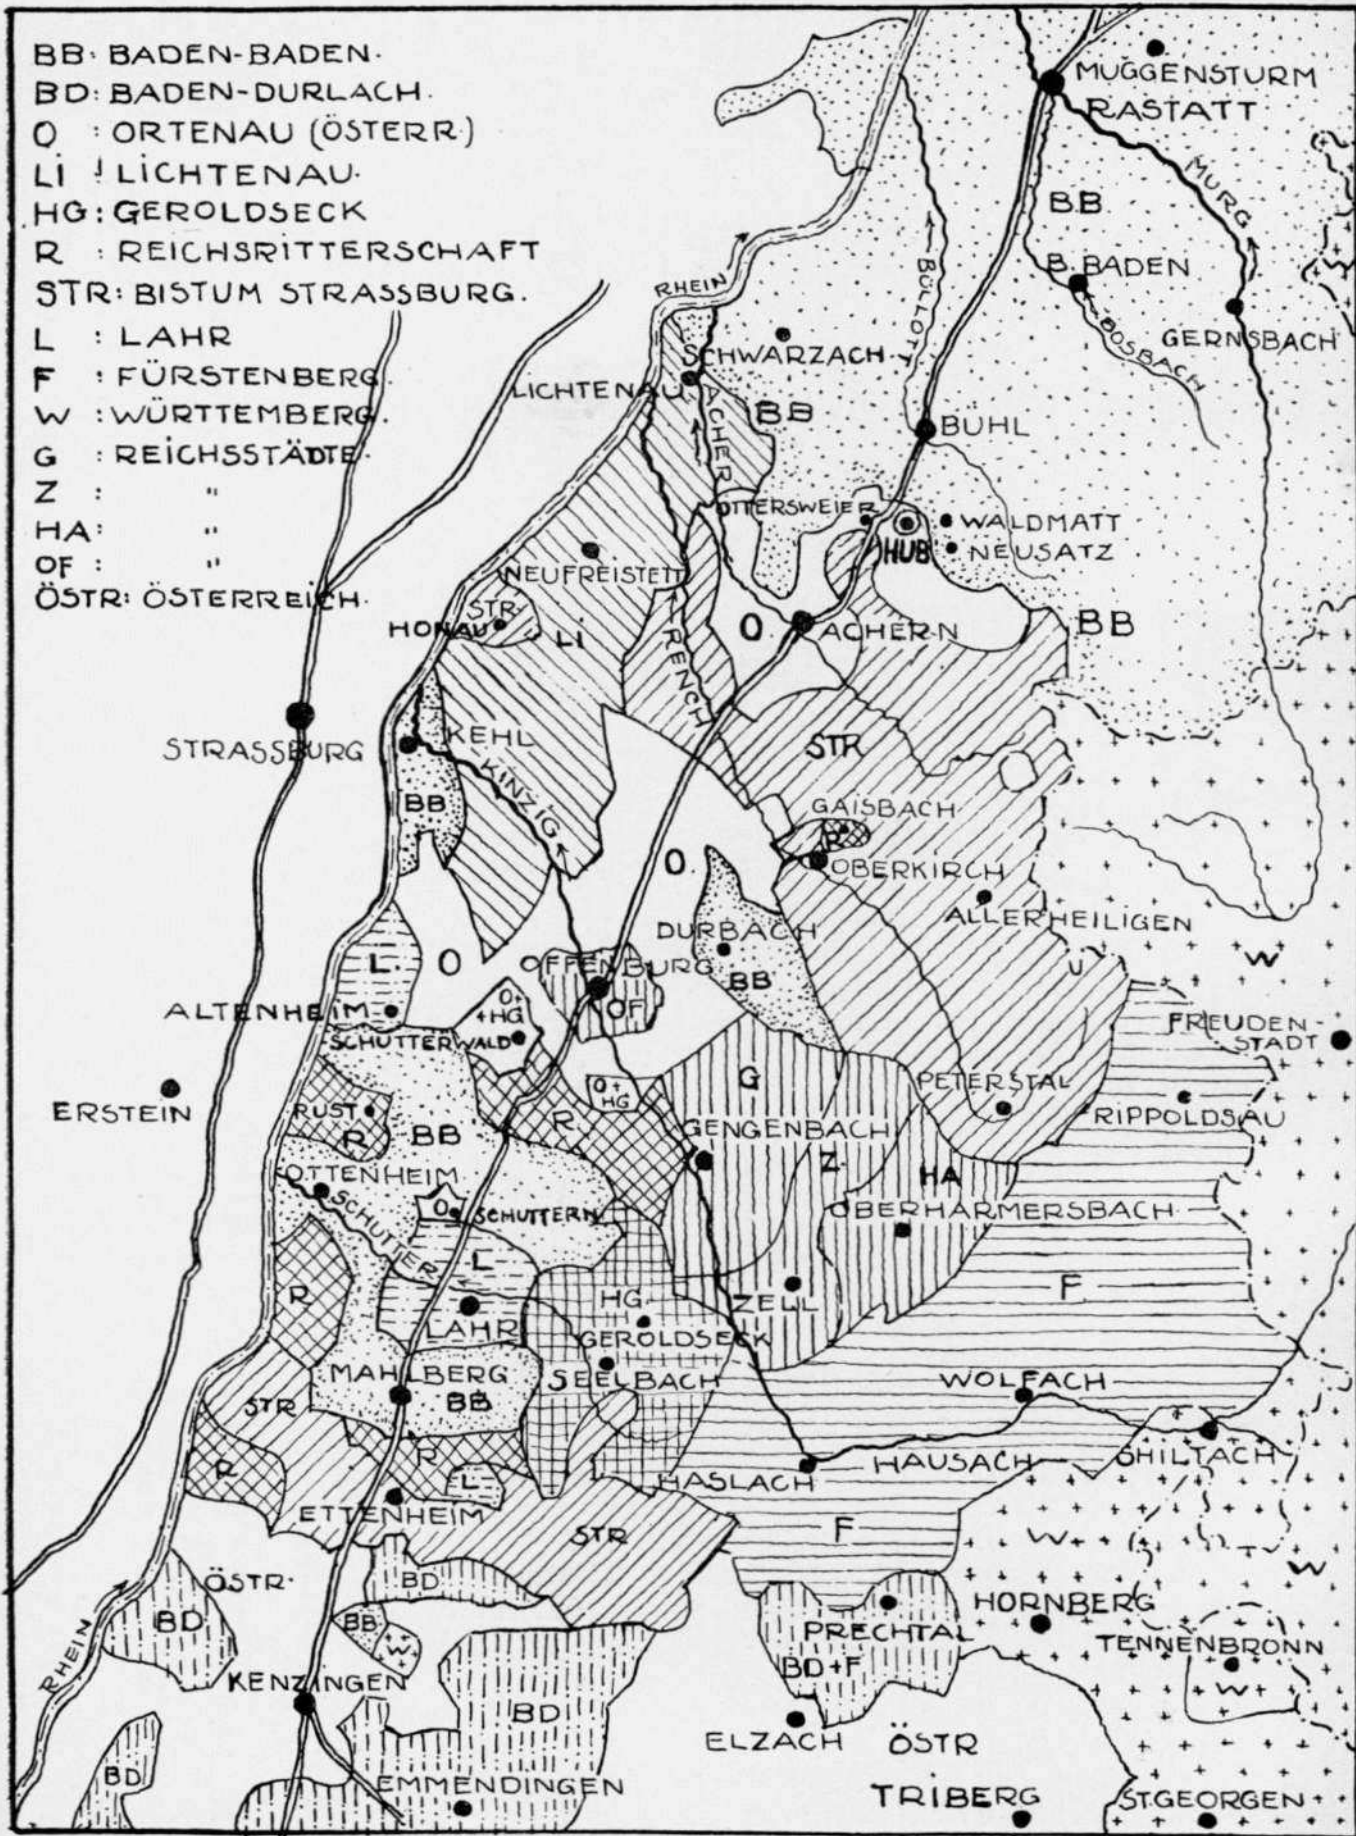 BB: BADEN-BADEN.
BD: BADEN-DURLACH.
O : ORTENAU (ÖSTERR.)
Li : LiCHTENAU.
HG: GEROLDSECK
R : REiCHSRiTTERSCHAFT
STR: BiSTUM STRASSBURG.
L : LAHR
F : FÜRSTENBERG.
W : WÜRTTEMBERG.
G : REiCHSSTÄDTE.
Z : "
HA: "
OF : "
ÖSTR: ÖSTERREiCH.
MUGGENSTURM
RASTATT
MURG
BB
B.BADEN
OOSBACH
GERNSBACH
RHEiN
BÜLOTT
SCHWARZACH
LiCHTENAU
ACHER
BB
BÜHL
OTTERSWEiER
HUB
WALDMATT
NEUSATZ
NEUFREiSTETT
STR.
HONAU
Li
RENCH
O.
ACHERN
BB
STRASSBURG
KEHL
KiNZiG
BB
STR
GAiSBACH
R
OBERKiRCH
O.
ALLERHEiLiGEN
DURBACH
BB
L.
O
OFFENBURG
OF
W
ALTENHEiM
O+
+HG
SCHUTTERWALD
FREUDEN-
STADT
ERSTEiN
RUST
R
BB
R
O+
HG
G
GENGENBACH
PETERSTAL
RiPPOLDSAU
OTTENHEiM
SCHUTTER
O
SCHUTTERN
Z.
HA
OBERHARMERSBACH
R
L
LAHR
HG.
GEROLDSECK
ZELL
F
MAHLBERG
BB
SEELBACH
WOLFACH
STR
R
R
L
HASLACH
HAUSACH
SHiLTACH
ETTENHEiM
STR
F
W
W
ÖSTR.
BD
BD
BB
W
RHEiN
PRECHTAL
BD+F
HORNBERG
TENNENBRONN
W
KENZiNGEN
BD
ELZACH
ÖSTR
BD
EMMENDiNGEN
TRiBERG
ST.GEORGEN